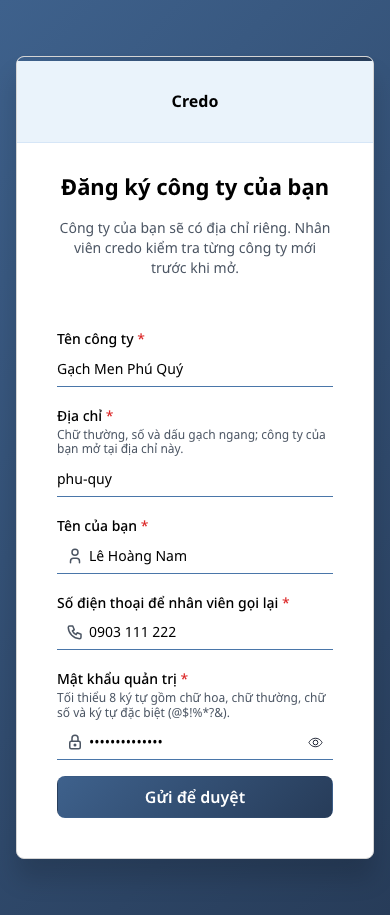 Credo
Đăng ký công ty của bạn
Công ty của bạn sẽ có địa chỉ riêng. Nhân
viên credo kiểm tra từng công ty mới
trước khi mở.
Tên công ty *
Gạch Men Phú Quý
Địa chỉ *
Chữ thường, số và dấu gạch ngang; công ty của
bạn mở tại địa chỉ này.
phu-quy
Tên của bạn *
Lê Hoàng Nam
Số điện thoại để nhân viên gọi lại *
0903 111 222
Mật khẩu quản trị *
Tối thiểu 8 ký tự gồm chữ hoa, chữ thường, chữ
số và ký tự đặc biệt (@$!%*?&).
••••••••••••••
Gửi để duyệt